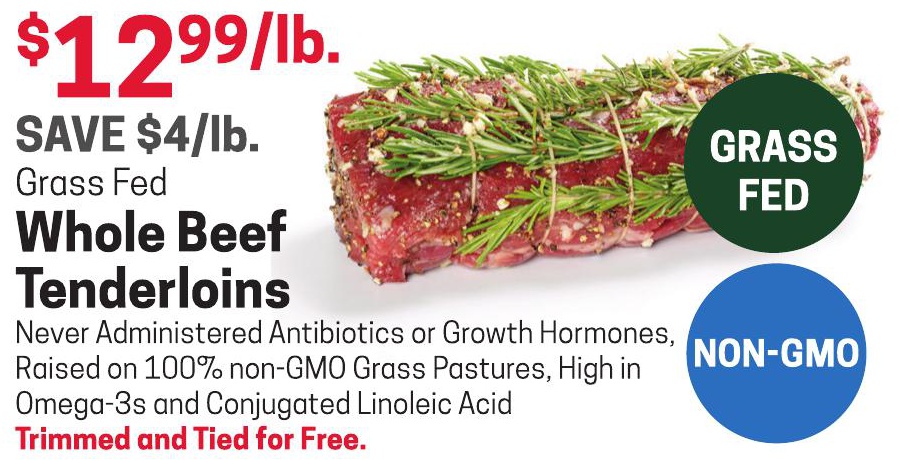 $12.99/lb.
SAVE $4/lb.
Grass Fed
Whole Beef
Tenderloins
Never Administered Antibiotics or Growth Hormones,
Raised on 100% non-GMO Grass Pastures, High in
Omega-3s and Conjugated Linoleic Acid
Trimmed and Tied for Free.
GRASS
FED
NON-GMO